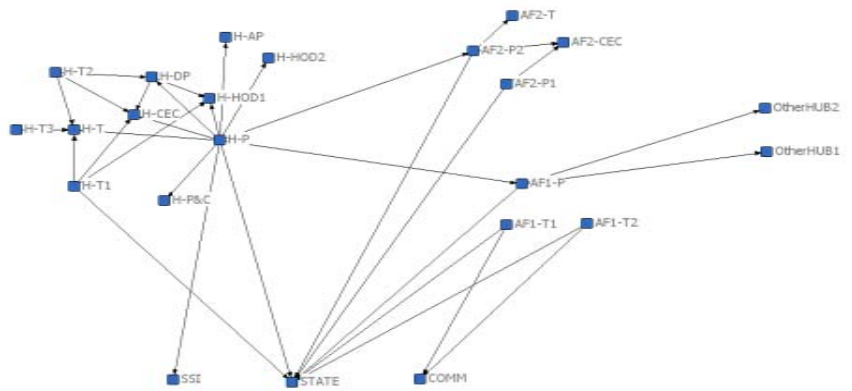 AF2-T
H-AP
AF2-CEC
AF2-P2
H-HOD2
H-T2
H-DP
AF2-P1
H-HOD1
OtherHUB2
H-CEC
H-T3
H-T
H-P
OtherHUB1
AF1-P
H-T1
H-P&C
AF1-T1
AF1-T2
SSI
STATE
COMM